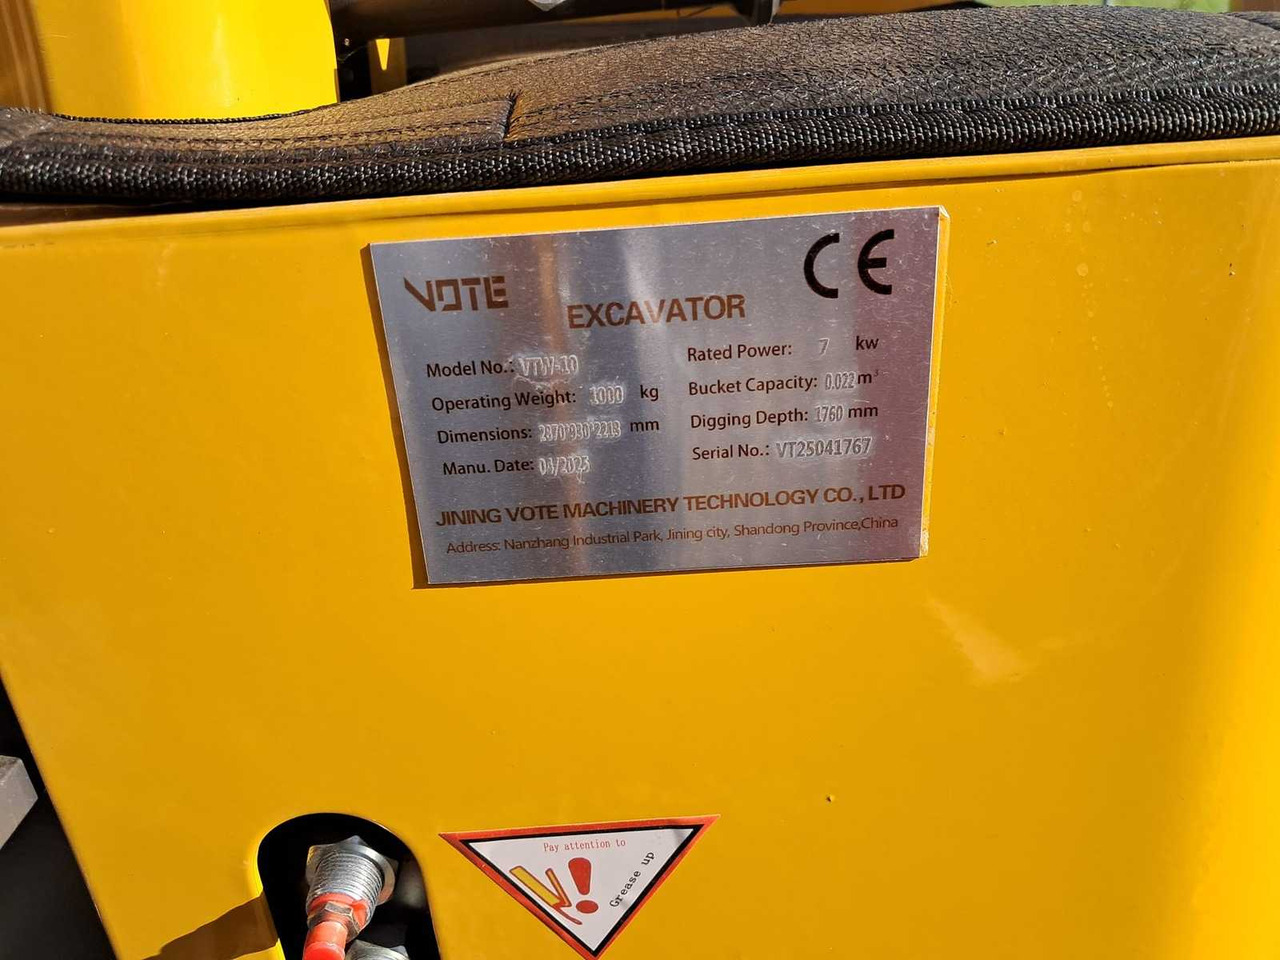 VOTE
CE
EXCAVATOR
Model No.: VTW-10
Rated Power: 7 kw
Operating Weight: 1000 kg
Bucket Capacity: 0.022 m³
Dimensions: 2870*930*2213 mm
Digging Depth: 1760 mm
Manu. Date: 04/2025
Serial No.: VT25041767
JINING VOTE MACHINERY TECHNOLOGY CO., LTD
Address: Nanzhang Industrial Park, Jining city, Shandong Province,China
Pay attention to
Grease up